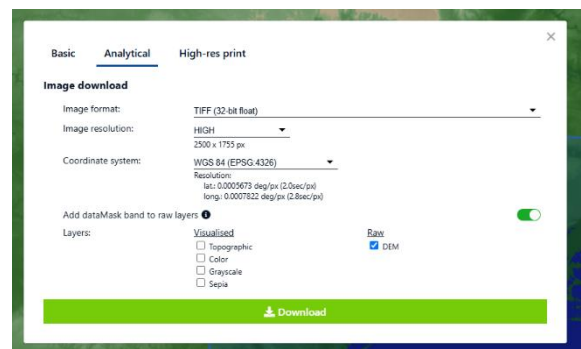 Basic Analytical High-res print
Image download
Image format: TIFF (32-bit float)
Image resolution: HIGH
2500 x 1755 px
Coordinate system: WGS 84 (EPSG:4326)
Resolution:
lat.: 0.0005673 deg/px (2.0sec/px)
long.: 0.0007822 deg/px (2.8sec/px)
Add dataMask band to raw layers
Layers: Visualised Raw
Topographic DEM
Color
Grayscale
Sepia
Download